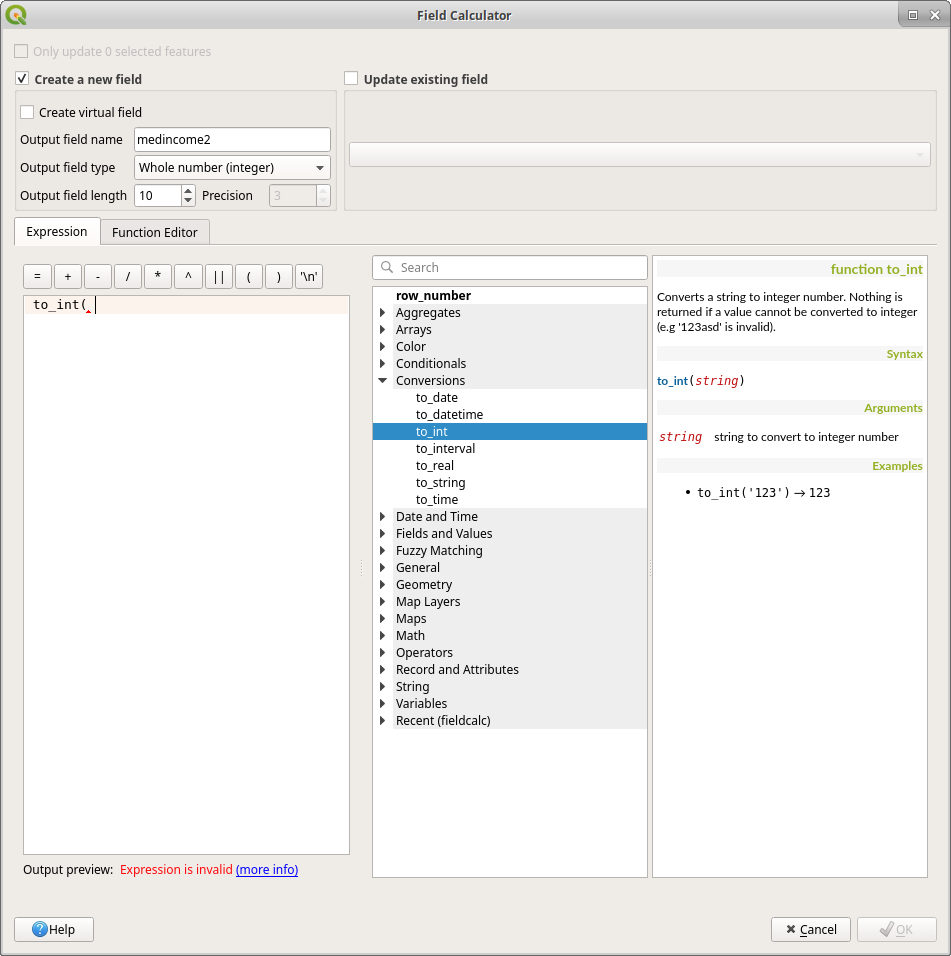 Field Calculator
Only update 0 selected features
Create a new field
Update existing field
Create virtual field
Output field name medincome2
Output field type Whole number (integer)
Output field length 10 Precision 3
Expression Function Editor
= + - / * ^ || ( ) '\n'
to_int(
Output preview: Expression is invalid (more info)
Search
row_number
Aggregates
Arrays
Color
Conditionals
Conversions
to_date
to_datetime
to_int
to_interval
to_real
to_string
to_time
Date and Time
Fields and Values
Fuzzy Matching
General
Geometry
Map Layers
Maps
Math
Operators
Record and Attributes
String
Variables
Recent (fieldcalc)
function to_int
Converts a string to integer number. Nothing is
returned if a value cannot be converted to integer
(e.g '123asd' is invalid).
Syntax
to_int(string)
Arguments
string string to convert to integer number
Examples
• to_int('123') → 123
?Help
Cancel
OK